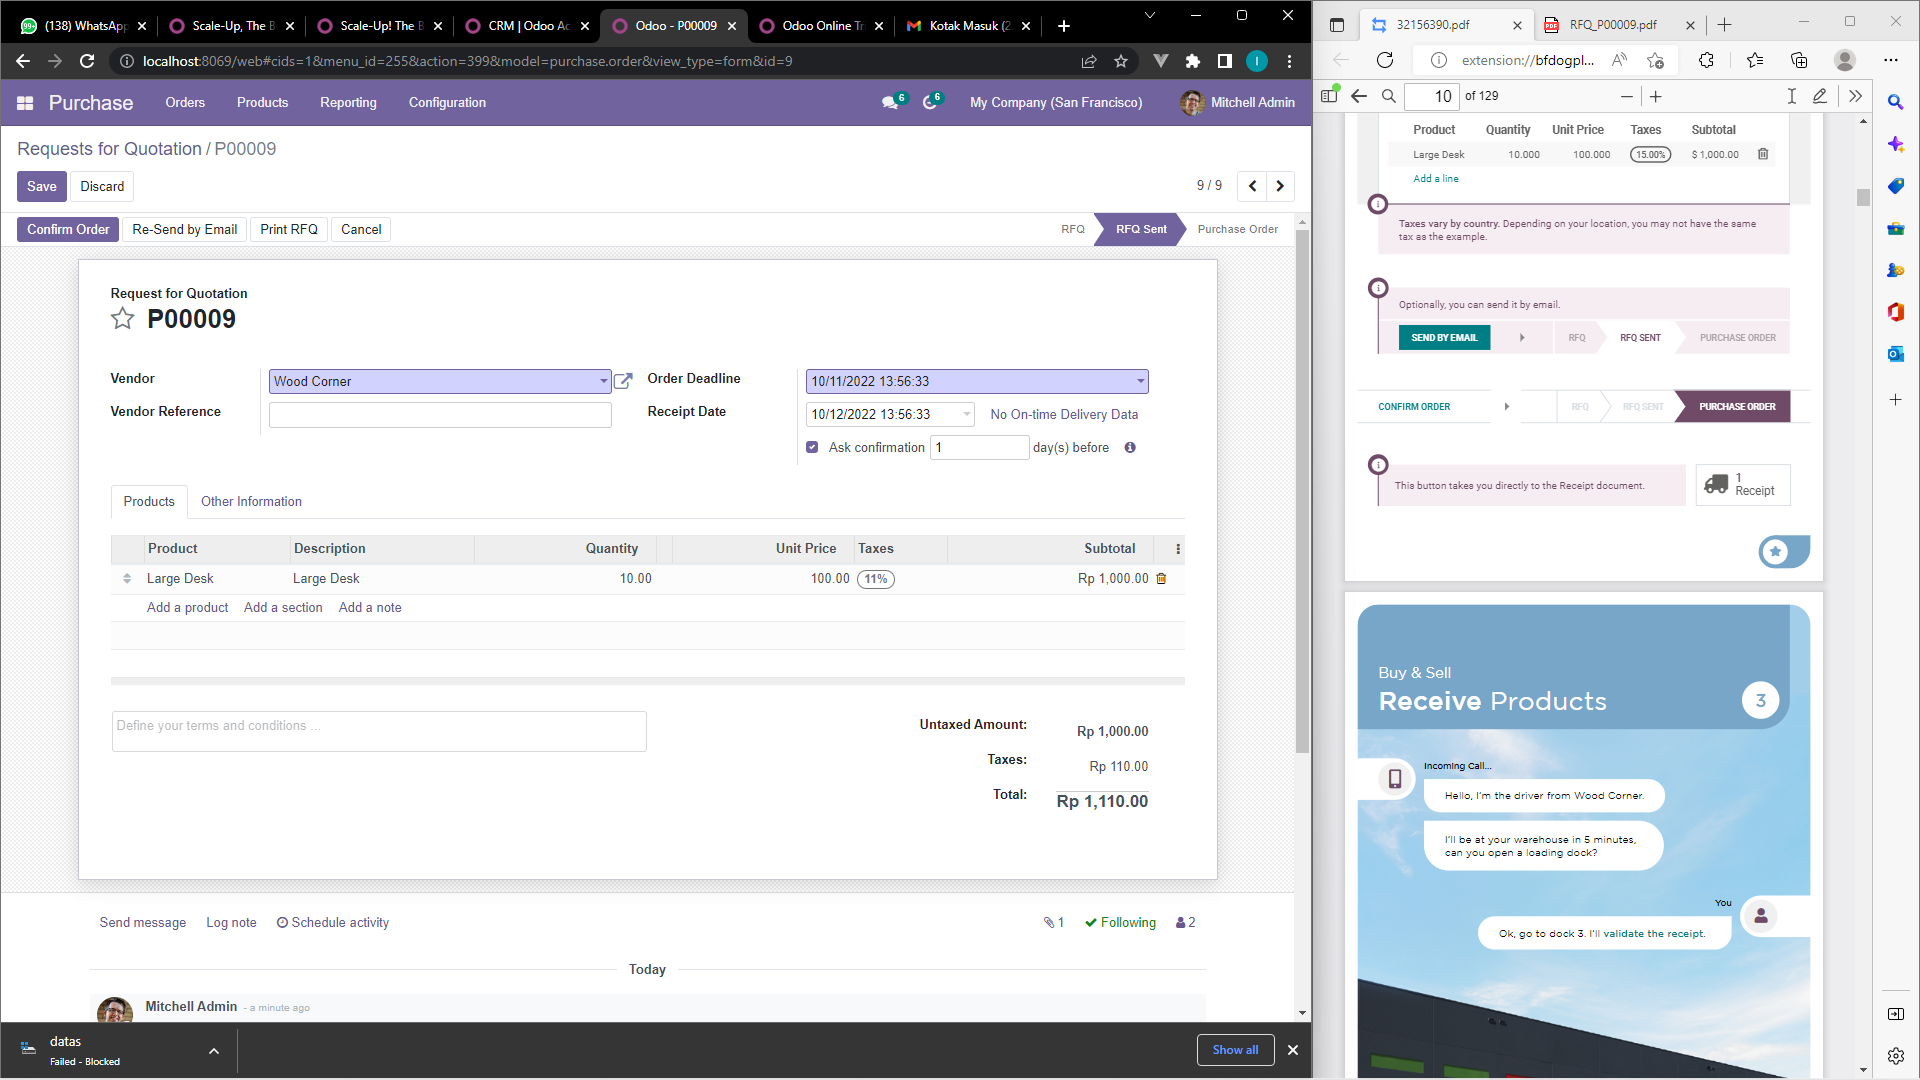 (138) WhatsApp
Scale-Up, The B
Scale-Up! The B
CRM | Odoo Ac
Odoo - P00009
Odoo Online Tr
Kotak Masuk (2
localhost:8069/web#cids=1&menu_id=255&action=399&model=purchase.order&view_type=form&id=9
Purchase
Orders
Products
Reporting
Configuration
6
6
My Company (San Francisco)
Mitchell Admin
Requests for Quotation / P00009
Save
Discard
9 / 9
Confirm Order
Re-Send by Email
Print RFQ
Cancel
RFQ
RFQ Sent
Purchase Order
Request for Quotation
P00009
Vendor
Wood Corner
Order Deadline
10/11/2022 13:56:33
Vendor Reference
Receipt Date
10/12/2022 13:56:33
No On-time Delivery Data
Ask confirmation
1
day(s) before
Products
Other Information
Product
Description
Quantity
Unit Price
Taxes
Subtotal
Large Desk
Large Desk
10.00
100.00
11%
Rp 1,000.00
Add a product
Add a section
Add a note
Define your terms and conditions ...
Untaxed Amount:
Rp 1,000.00
Taxes:
Rp 110.00
Total:
Rp 1,110.00
Send message
Log note
Schedule activity
1
Following
2
Today
Mitchell Admin - a minute ago
datas
Failed - Blocked
Show all
32156390.pdf
RFQ_P00009.pdf
extension://bfdogpl...
10
of 129
Product
Quantity
Unit Price
Taxes
Subtotal
Large Desk
10.000
100.000
15.00%
$ 1,000.00
Add a line
Taxes vary by country. Depending on your location, you may not have the same
tax as the example.
Optionally, you can send it by email.
SEND BY EMAIL
RFQ
RFQ SENT
PURCHASE ORDER
CONFIRM ORDER
RFQ
RFQ SENT
PURCHASE ORDER
This button takes you directly to the Receipt document.
1
Receipt
Buy & Sell
Receive Products
3
Incoming Call...
Hello, I'm the driver from Wood Corner.
I'll be at your warehouse in 5 minutes,
can you open a loading dock?
You
Ok, go to dock 3. I'll validate the receipt.